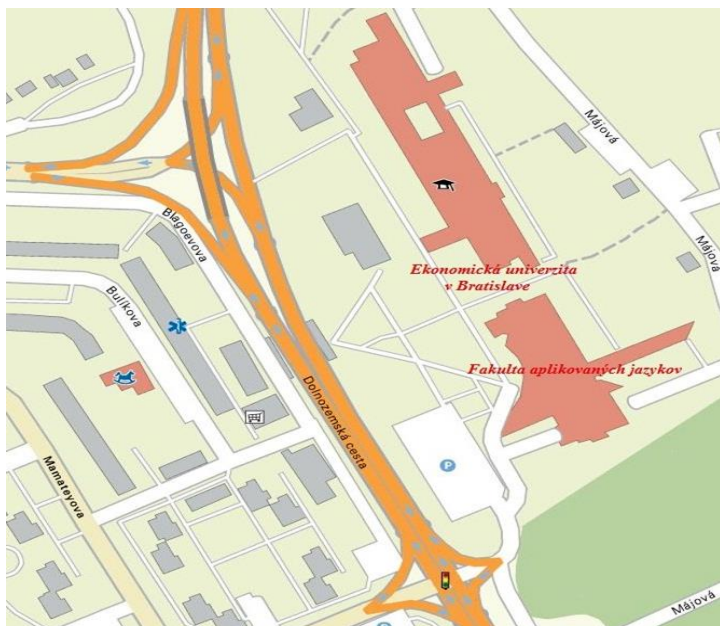 Májová
Blagoevova
Májová
Ekonomická univerzita
v Bratislave
Bulíkova
Fakulta aplikovaných jazykov
Dolnozemská cesta
P
Mamateyova
Májová
P